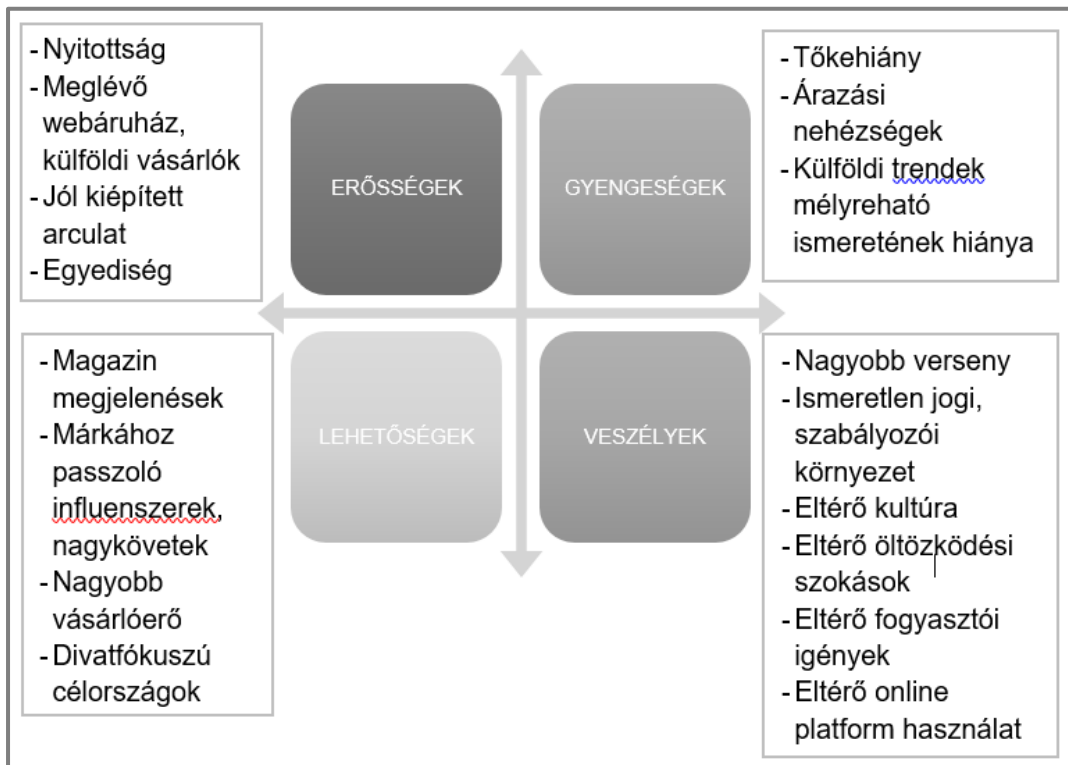 - Nyitottság
- Meglévő
webáruház,
külföldi vásárlók
- Jól kiépített
arculat
- Egyediség
ERŐSSÉGEK
GYENGESÉGEK
- Tőkehiány
- Árazási
nehézségek
- Külföldi trendek
mélyreható
ismeretének hiánya
- Magazin
megjelenések
- Márkához
passzoló
influenszerek,
nagykövetek
- Nagyobb
vásárlóerő
- Divatfókuszú
célországok
LEHETŐSÉGEK
VESZÉLYEK
- Nagyobb verseny
- Ismeretlen jogi,
szabályozói
környezet
- Eltérő kultúra
- Eltérő öltözködési
szokások
- Eltérő fogyasztói
igények
- Eltérő online
platform használat